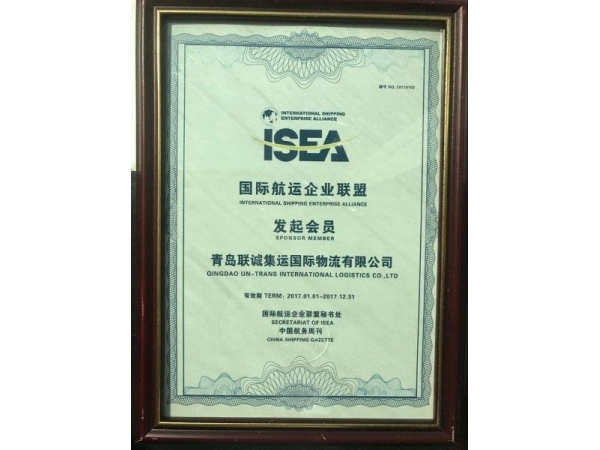 编号 NO. 20170142
INTERNATIONAL SHIPPING
ENTERPRISE ALLIANCE
ISEA
国际航运企业联盟
INTERNATIONAL SHIPPING ENTERPRISE ALLIANCE
发起会员
SPONSOR MEMBER
青岛联诚集运国际物流有限公司
QINGDAO UN-TRANS INTERNATIONAL LOGISTICS CO.,LTD
有效期 TERM: 2017.01.01-2017.12.31
国际航运企业联盟秘书处
SECRETARIAT OF ISEA
中国航务周刊
CHINA SHIPPING GAZETTE